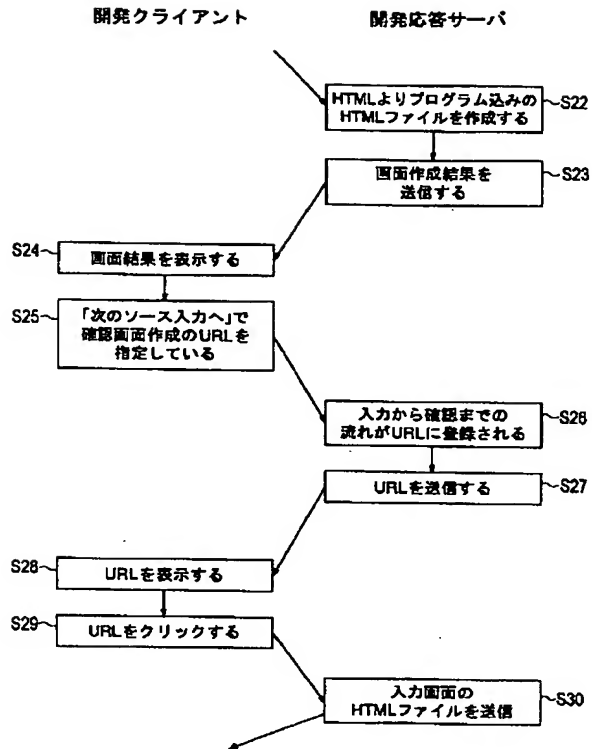 開発クライアント
開発応答サーバ
HTMLよりプログラム込みの
HTMLファイルを作成する
S22
画面作成結果を
送信する
S23
S24
画面結果を表示する
S25
「次のソース入力へ」で
確認画面作成のURLを
指定している
入力から確認までの
流れがURLに登録される
S26
URLを送信する
S27
S28
URLを表示する
S29
URLをクリックする
入力画面の
HTMLファイルを送信
S30